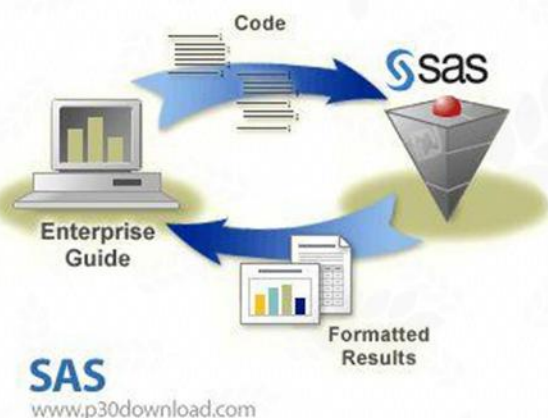 Code
sas
Enterprise
Guide
Formatted
Results
SAS
www.p30download.com